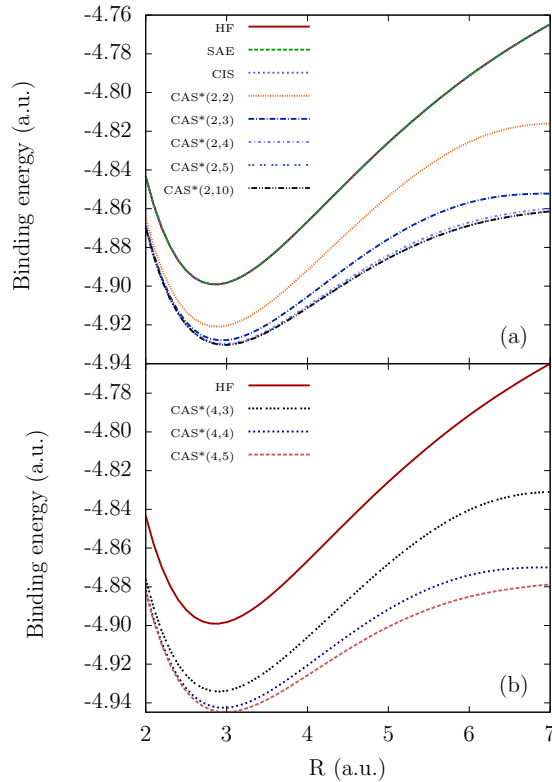 -4.76
-4.78
-4.80
-4.82
-4.84
-4.86
-4.88
-4.90
-4.92
-4.94
Binding energy (a.u.)
HF
SAE
CIS
CAS*(2,2)
CAS*(2,3)
CAS*(2,4)
CAS*(2,5)
CAS*(2,10)
(a)
-4.78
-4.80
-4.82
-4.84
-4.86
-4.88
-4.90
-4.92
-4.94
Binding energy (a.u.)
HF
CAS*(4,3)
CAS*(4,4)
CAS*(4,5)
(b)
2 3 4 5 6 7
R (a.u.)